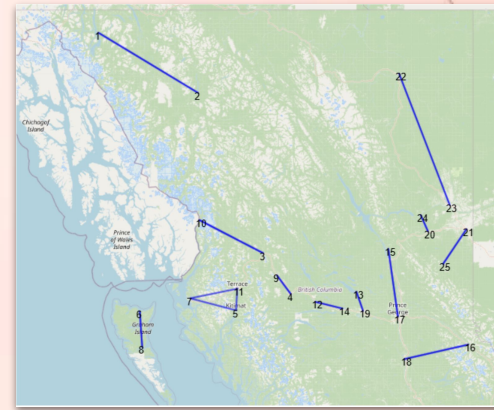 1
2
22
Chichagof
Island
10
Prince
of Wales
Island
3
24
23
20
21
25
15
9
Terrace
11
4
British Columbia
7
5
Kitimat
12
14
13
19
Prince
George
17
6
Graham
Island
8
18
16